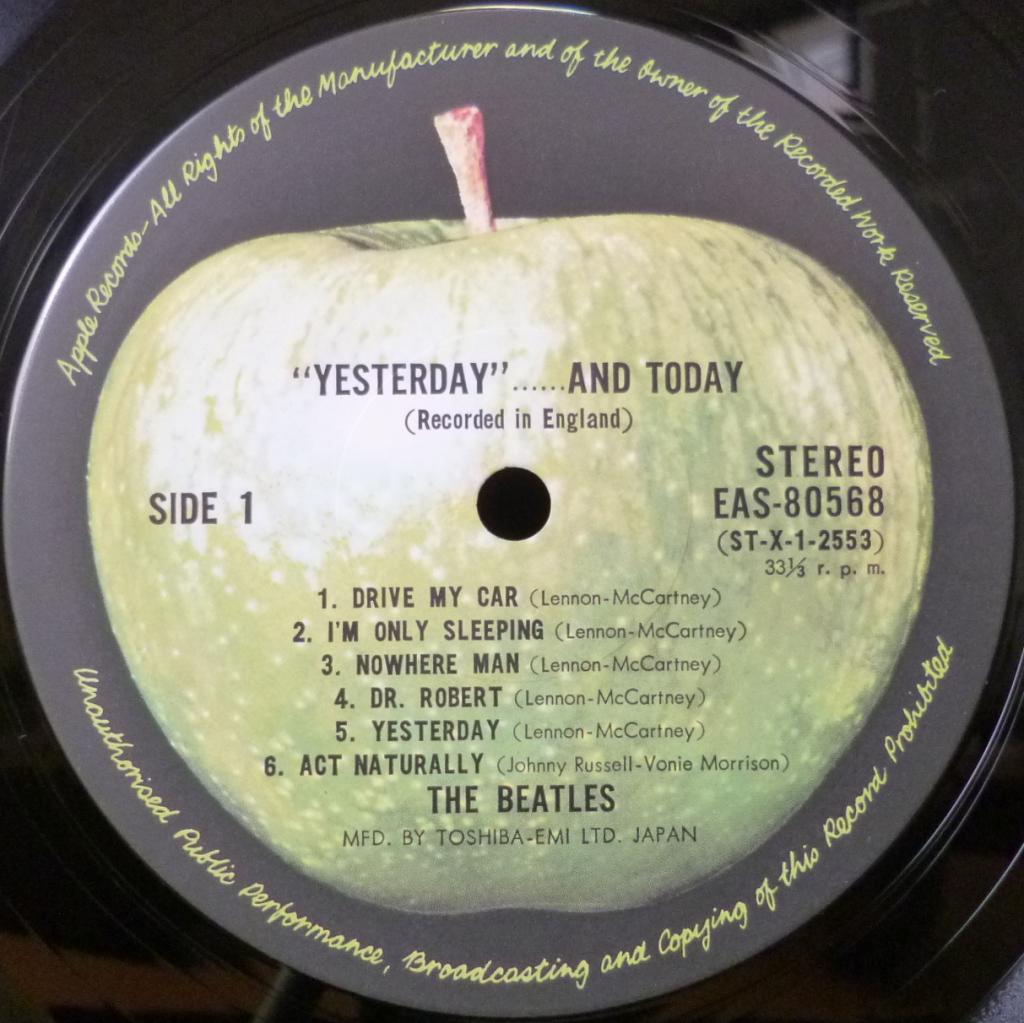 Apple Records-All Rights of the Manufacturer and of the Owner of the Recorded Work Reserved
“YESTERDAY”......AND TODAY
(Recorded in England)
STEREO
SIDE 1
EAS-80568
(ST-X-1-2553)
33⅓ r. p. m.
1. DRIVE MY CAR (Lennon-McCartney)
2. I'M ONLY SLEEPING (Lennon-McCartney)
3. NOWHERE MAN (Lennon-McCartney)
4. DR. ROBERT (Lennon-McCartney)
5. YESTERDAY (Lennon-McCartney)
6. ACT NATURALLY (Johnny Russell-Vonie Morrison)
THE BEATLES
MFD. BY TOSHIBA-EMI LTD. JAPAN
Unauthorised Public Performance, Broadcasting and Copying of this Record Prohibited